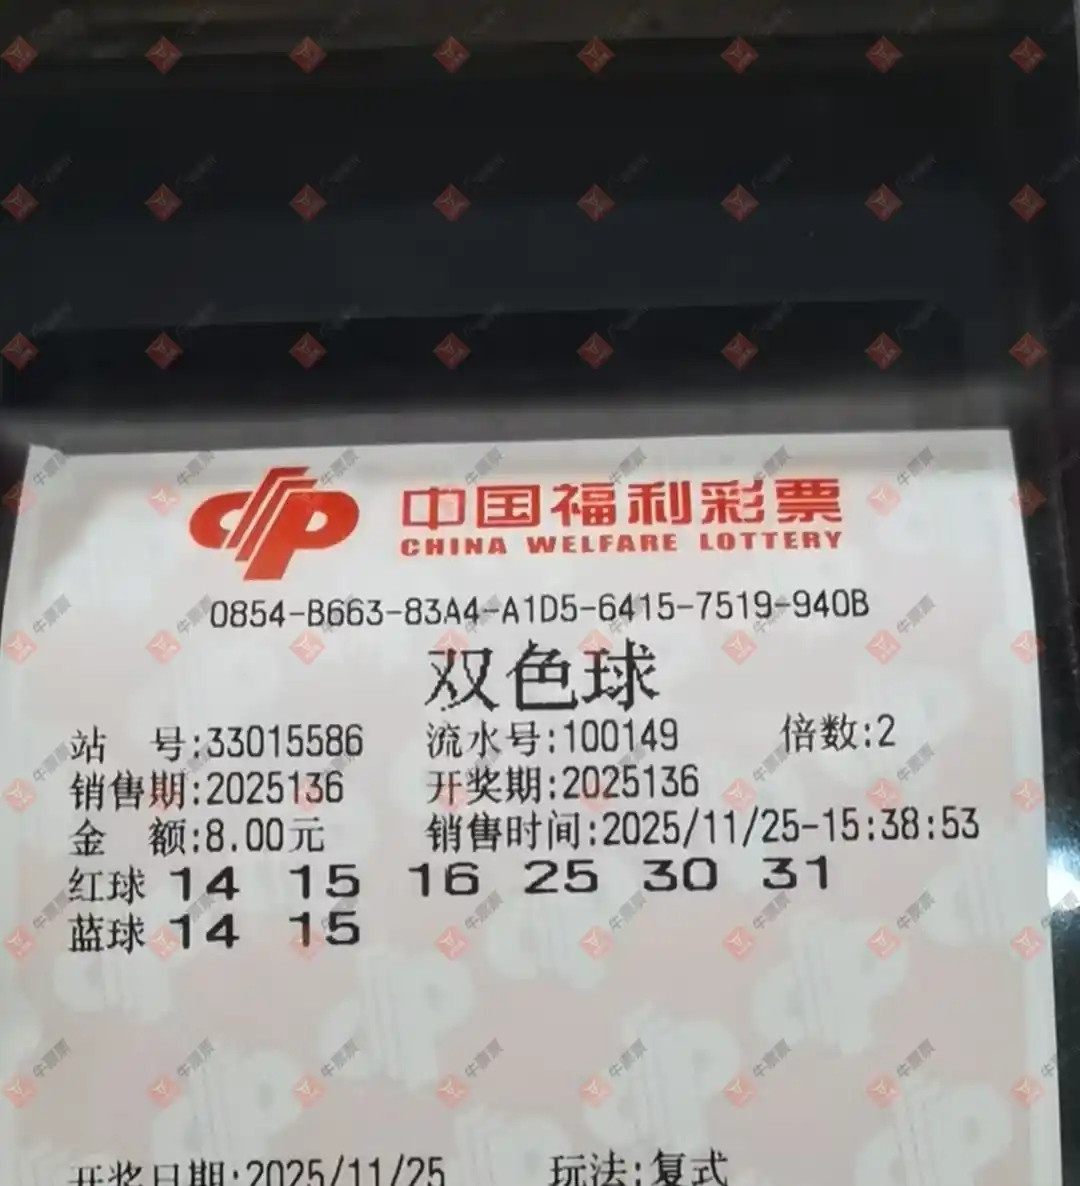 中国福利彩票
CHINA WELFARE LOTTERY
0854-B663-83A4-A1D5-6415-7519-940B
双色球
站 号:33015586 流水号:100149 倍数:2
销售期:2025136 开奖期:2025136
金 额:8.00元 销售时间:2025/11/25-15:38:53
红球 14 15 16 25 30 31
蓝球 14 15
开奖日期:2025/11/25 玩法:复式
牛票票